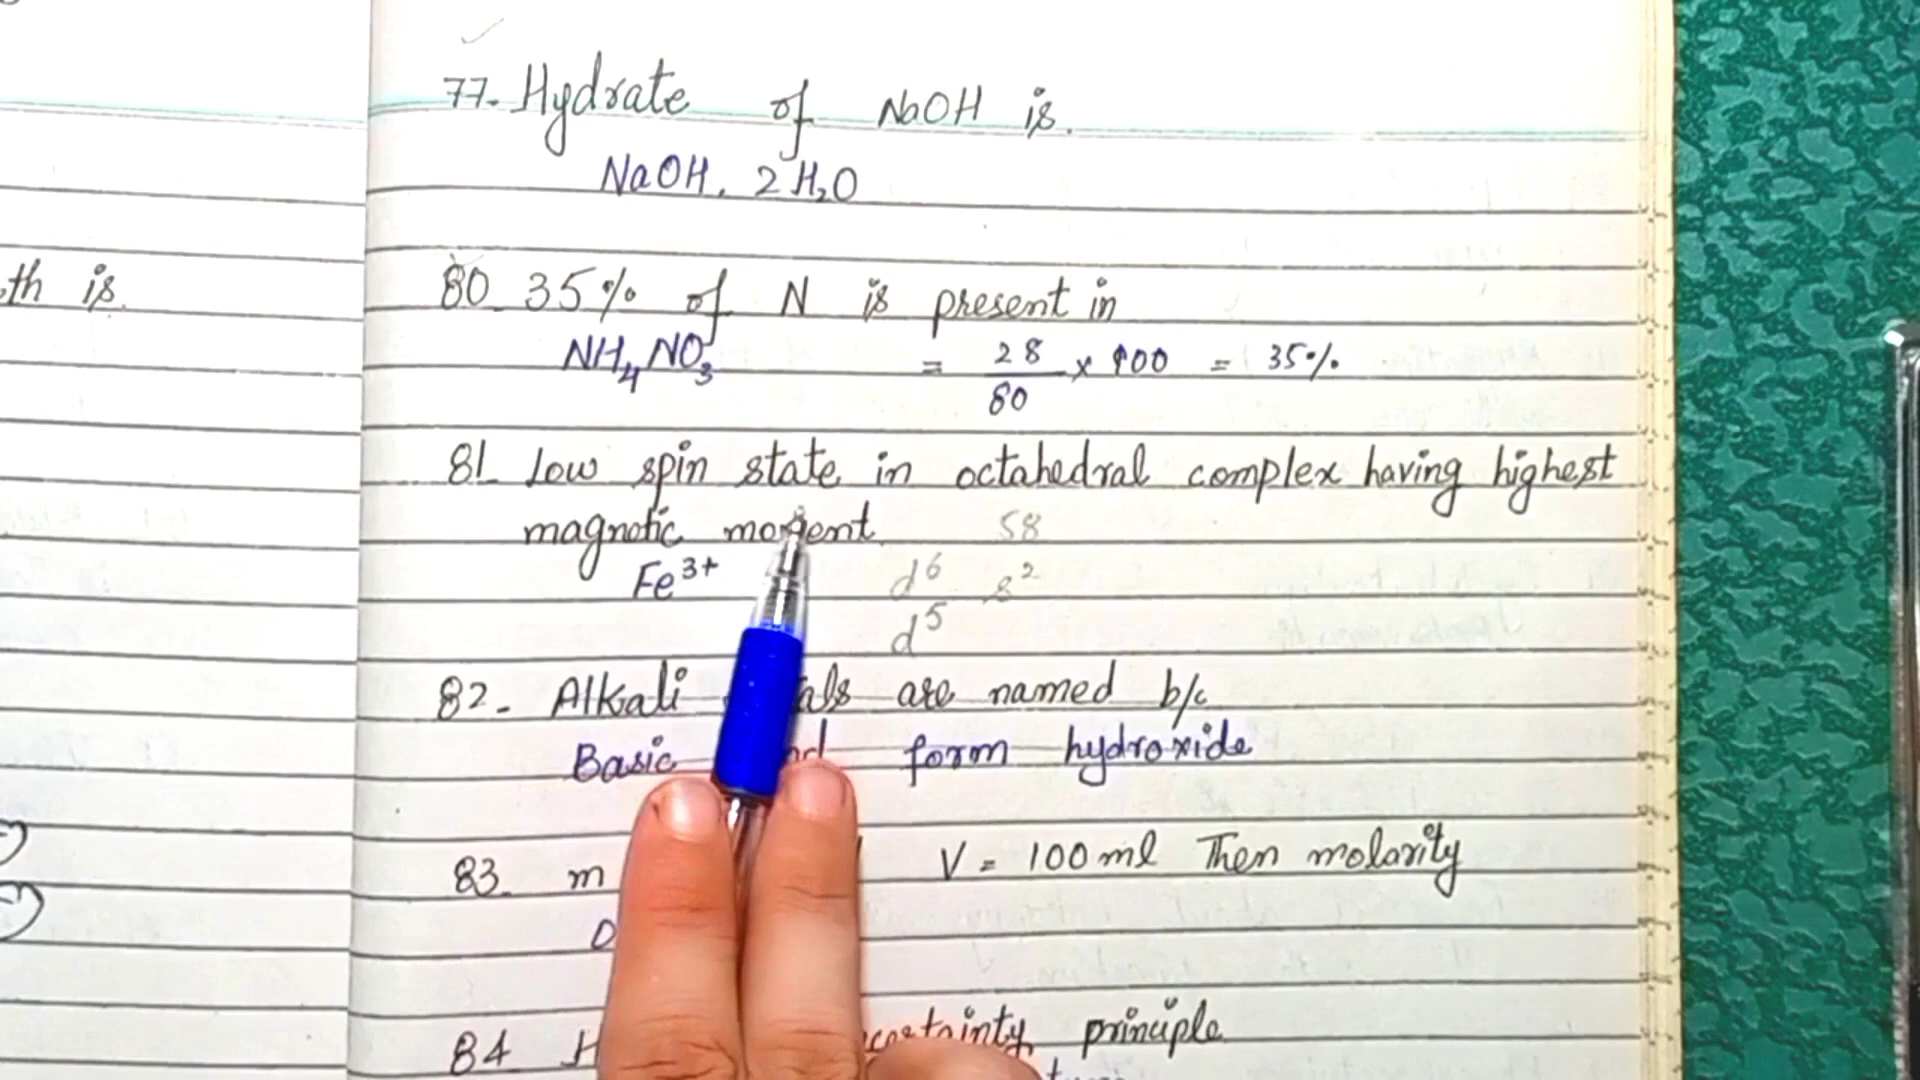 77. Hydrate of NaOH is.
NaOH. 2H₂O
th is
80 35% of N is present in
NH₄NO₃ = 28/80 × 100 = 35%
81 Low spin state in octahedral complex having highest
magnetic moment. 58
Fe³⁺ d⁶ s²
d⁵
82. Alkali are named b/c
Basic form hydroxide
83. m V = 100 ml Then molarity
84 H principle